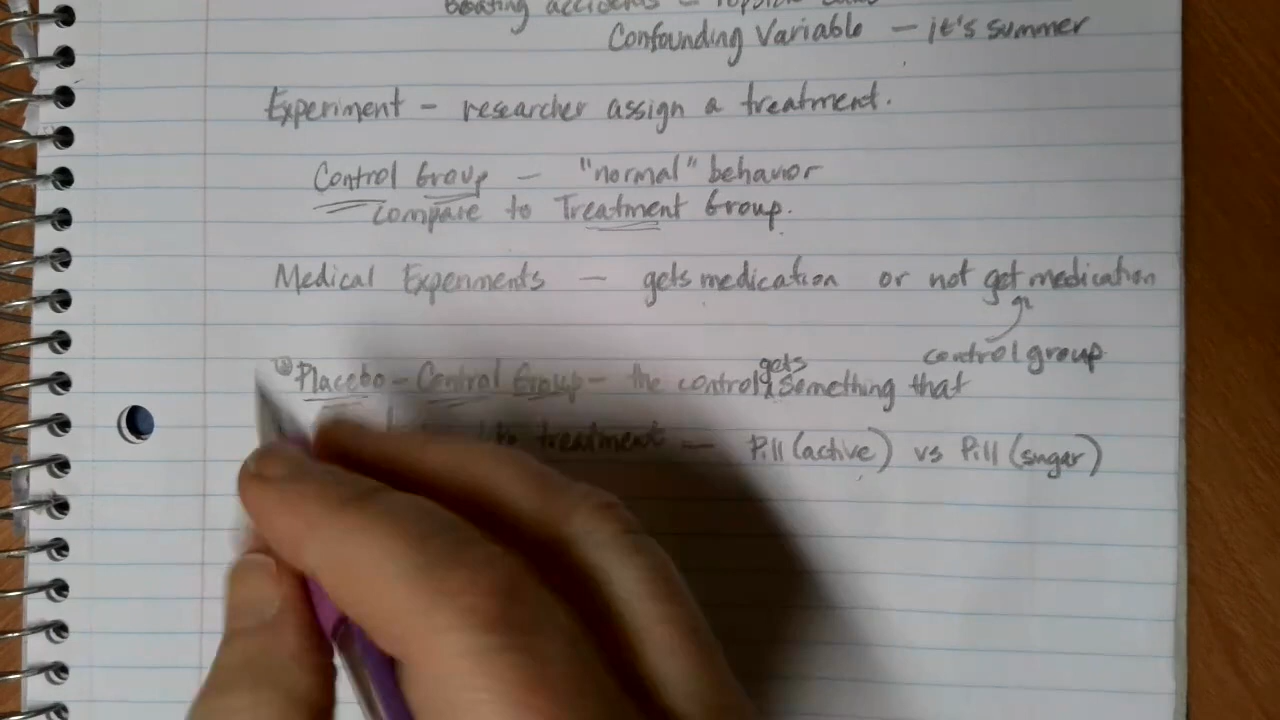 Boating accidents -
Confounding Variable - it's summer
Experiment - researcher assign a treatment.
Control Group - "normal" behavior
compare to Treatment Group.
Medical Experiments - gets medication or not get medication
control group
Placebo - Control Group - the control gets something that
to treatment - Pill (active) vs Pill (sugar)